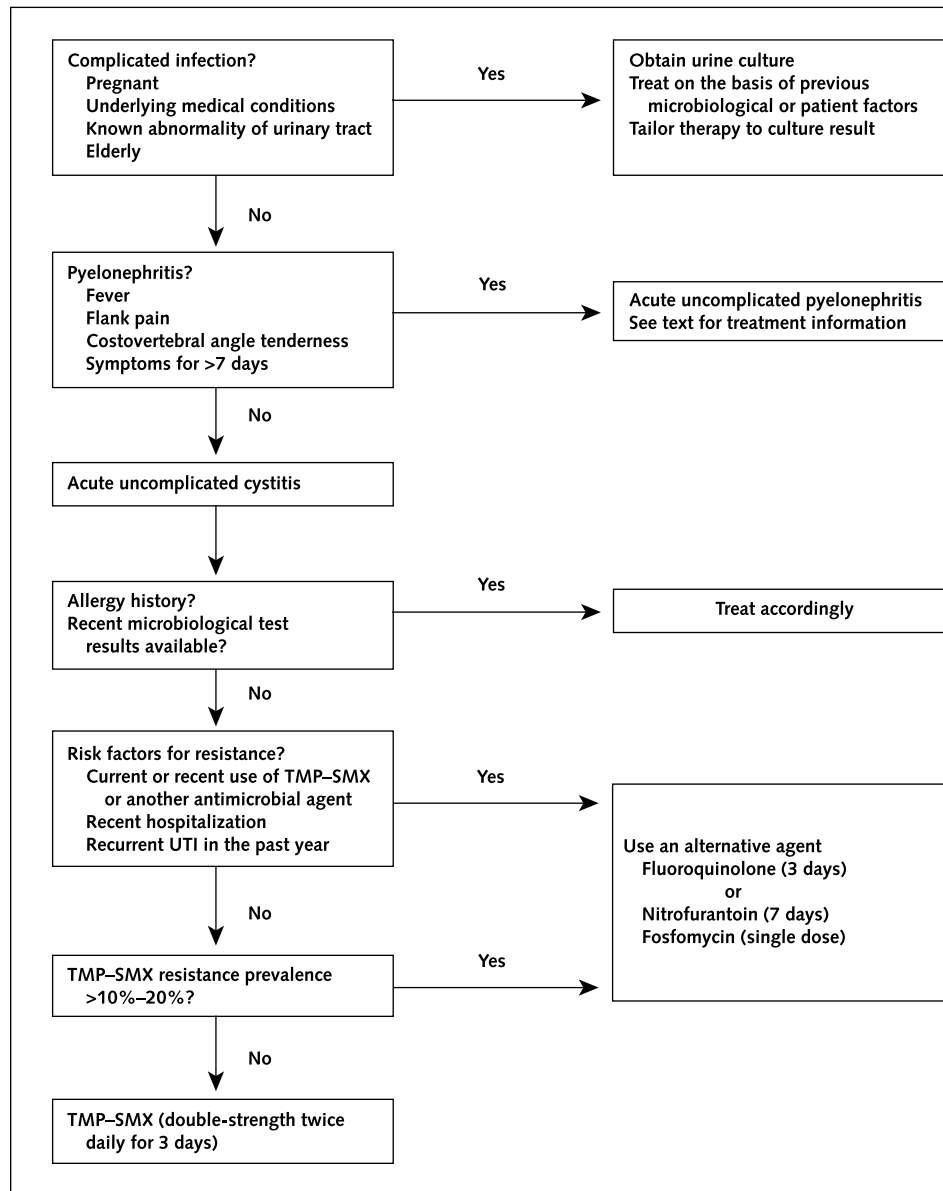 Complicated infection?
Pregnant
Underlying medical conditions
Known abnormality of urinary tract
Elderly
Yes
Obtain urine culture
Treat on the basis of previous
microbiological or patient factors
Tailor therapy to culture result
No
Pyelonephritis?
Fever
Flank pain
Costovertebral angle tenderness
Symptoms for >7 days
Yes
Acute uncomplicated pyelonephritis
See text for treatment information
No
Acute uncomplicated cystitis
Allergy history?
Recent microbiological test
results available?
Yes
Treat accordingly
No
Risk factors for resistance?
Current or recent use of TMP–SMX
or another antimicrobial agent
Recent hospitalization
Recurrent UTI in the past year
Yes
Use an alternative agent
Fluoroquinolone (3 days)
or
Nitrofurantoin (7 days)
Fosfomycin (single dose)
No
TMP–SMX resistance prevalence
>10%–20%?
Yes
No
TMP–SMX (double-strength twice
daily for 3 days)